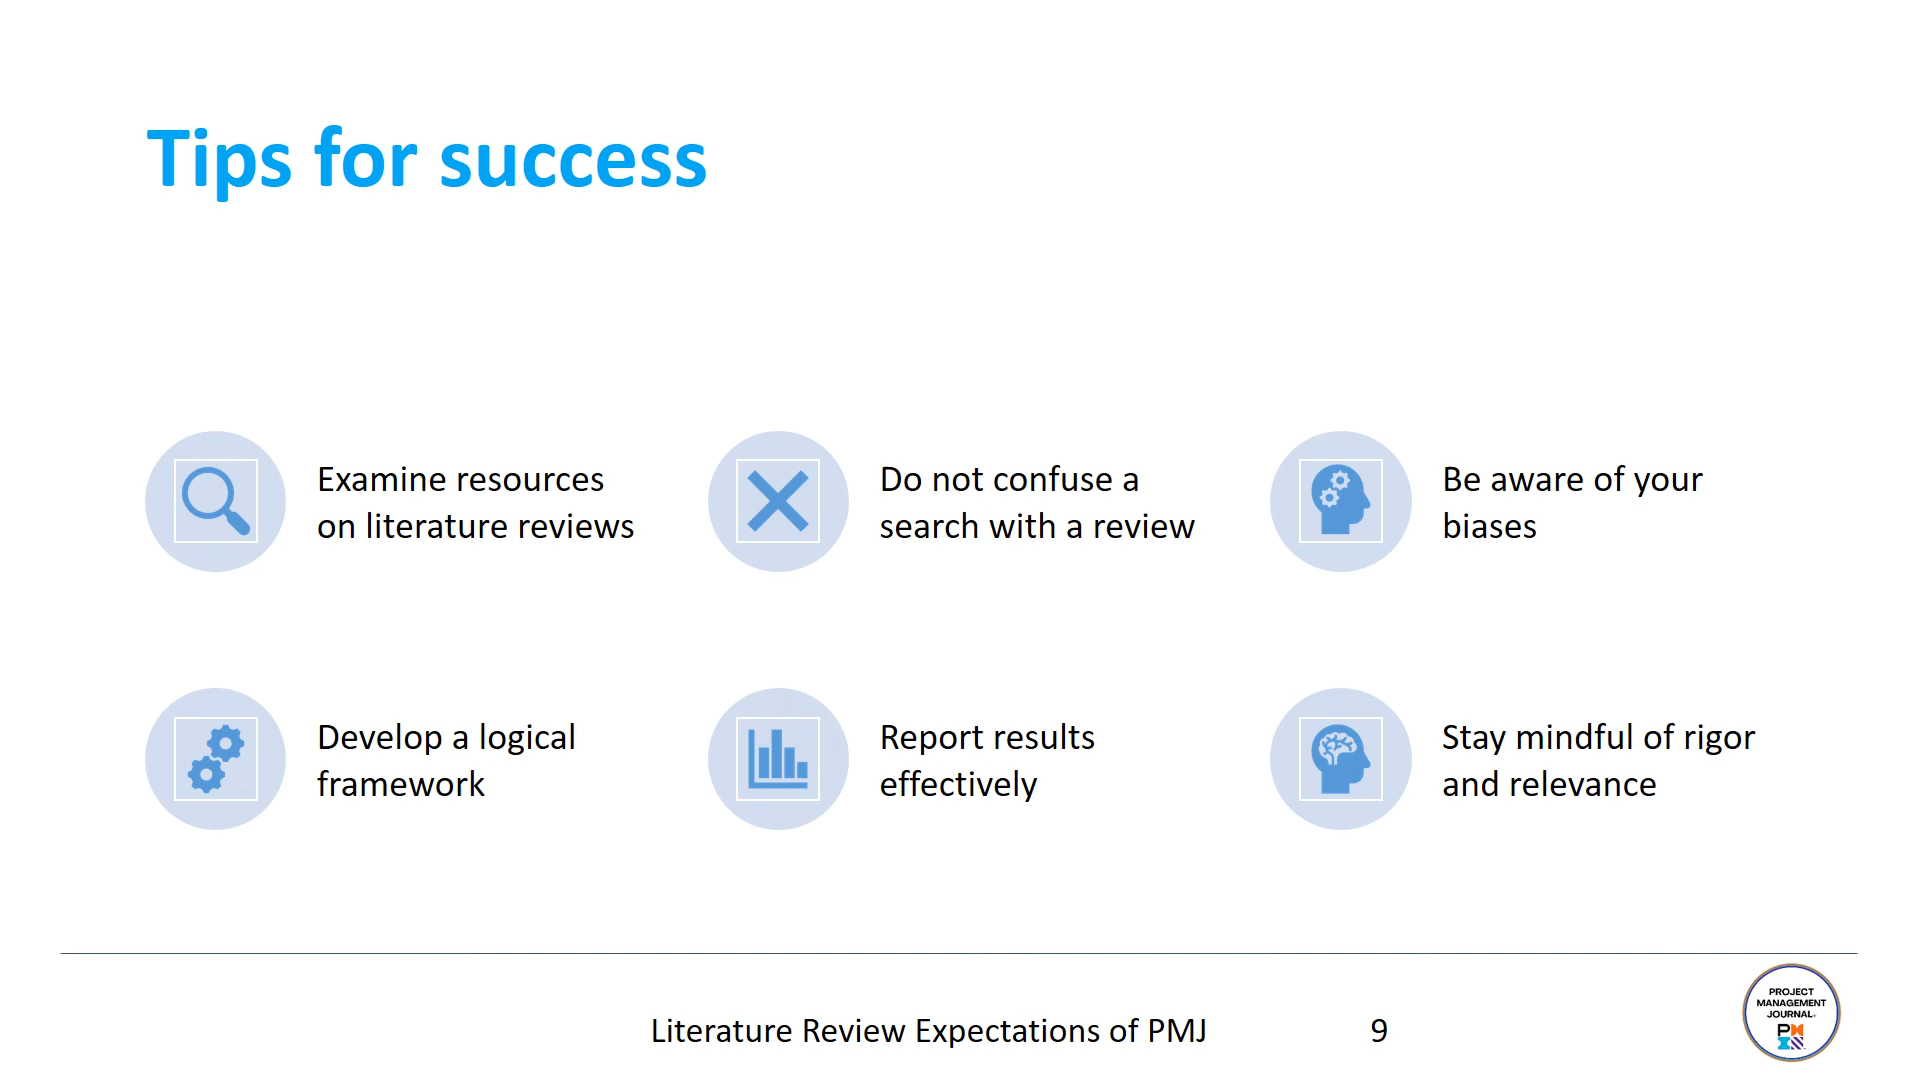 Tips for success
Examine resources
on literature reviews
Do not confuse a
search with a review
Be aware of your
biases
Develop a logical
framework
Report results
effectively
Stay mindful of rigor
and relevance
Literature Review Expectations of PMJ
9
PROJECT
MANAGEMENT
JOURNAL®
PM